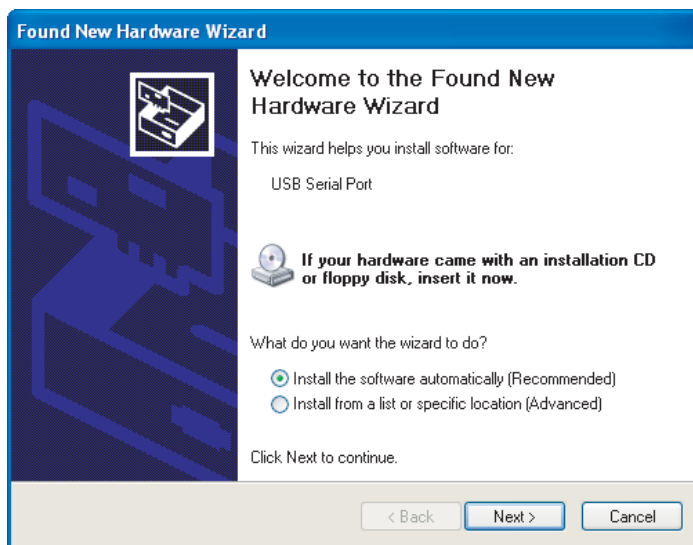 Found New Hardware Wizard
Welcome to the Found New
Hardware Wizard
This wizard helps you install software for:
USB Serial Port
If your hardware came with an installation CD
or floppy disk, insert it now.
What do you want the wizard to do?
Install the software automatically (Recommended)
Install from a list or specific location (Advanced)
Click Next to continue.
< Back
Next >
Cancel